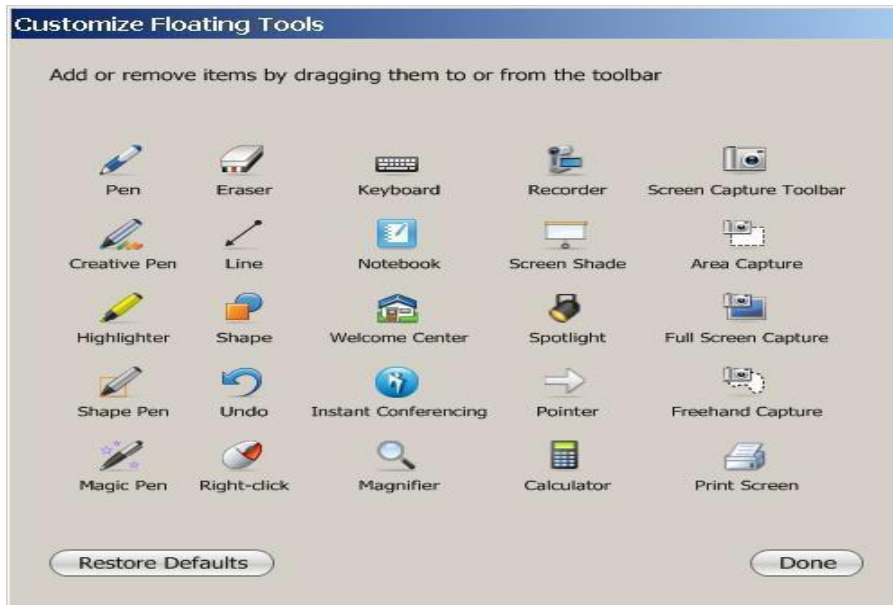 Customize Floating Tools
Add or remove items by dragging them to or from the toolbar
Pen Eraser Keyboard Recorder Screen Capture Toolbar
Creative Pen Line Notebook Screen Shade Area Capture
Highlighter Shape Welcome Center Spotlight Full Screen Capture
Shape Pen Undo Instant Conferencing Pointer Freehand Capture
Magic Pen Right-click Magnifier Calculator Print Screen
Restore Defaults Done